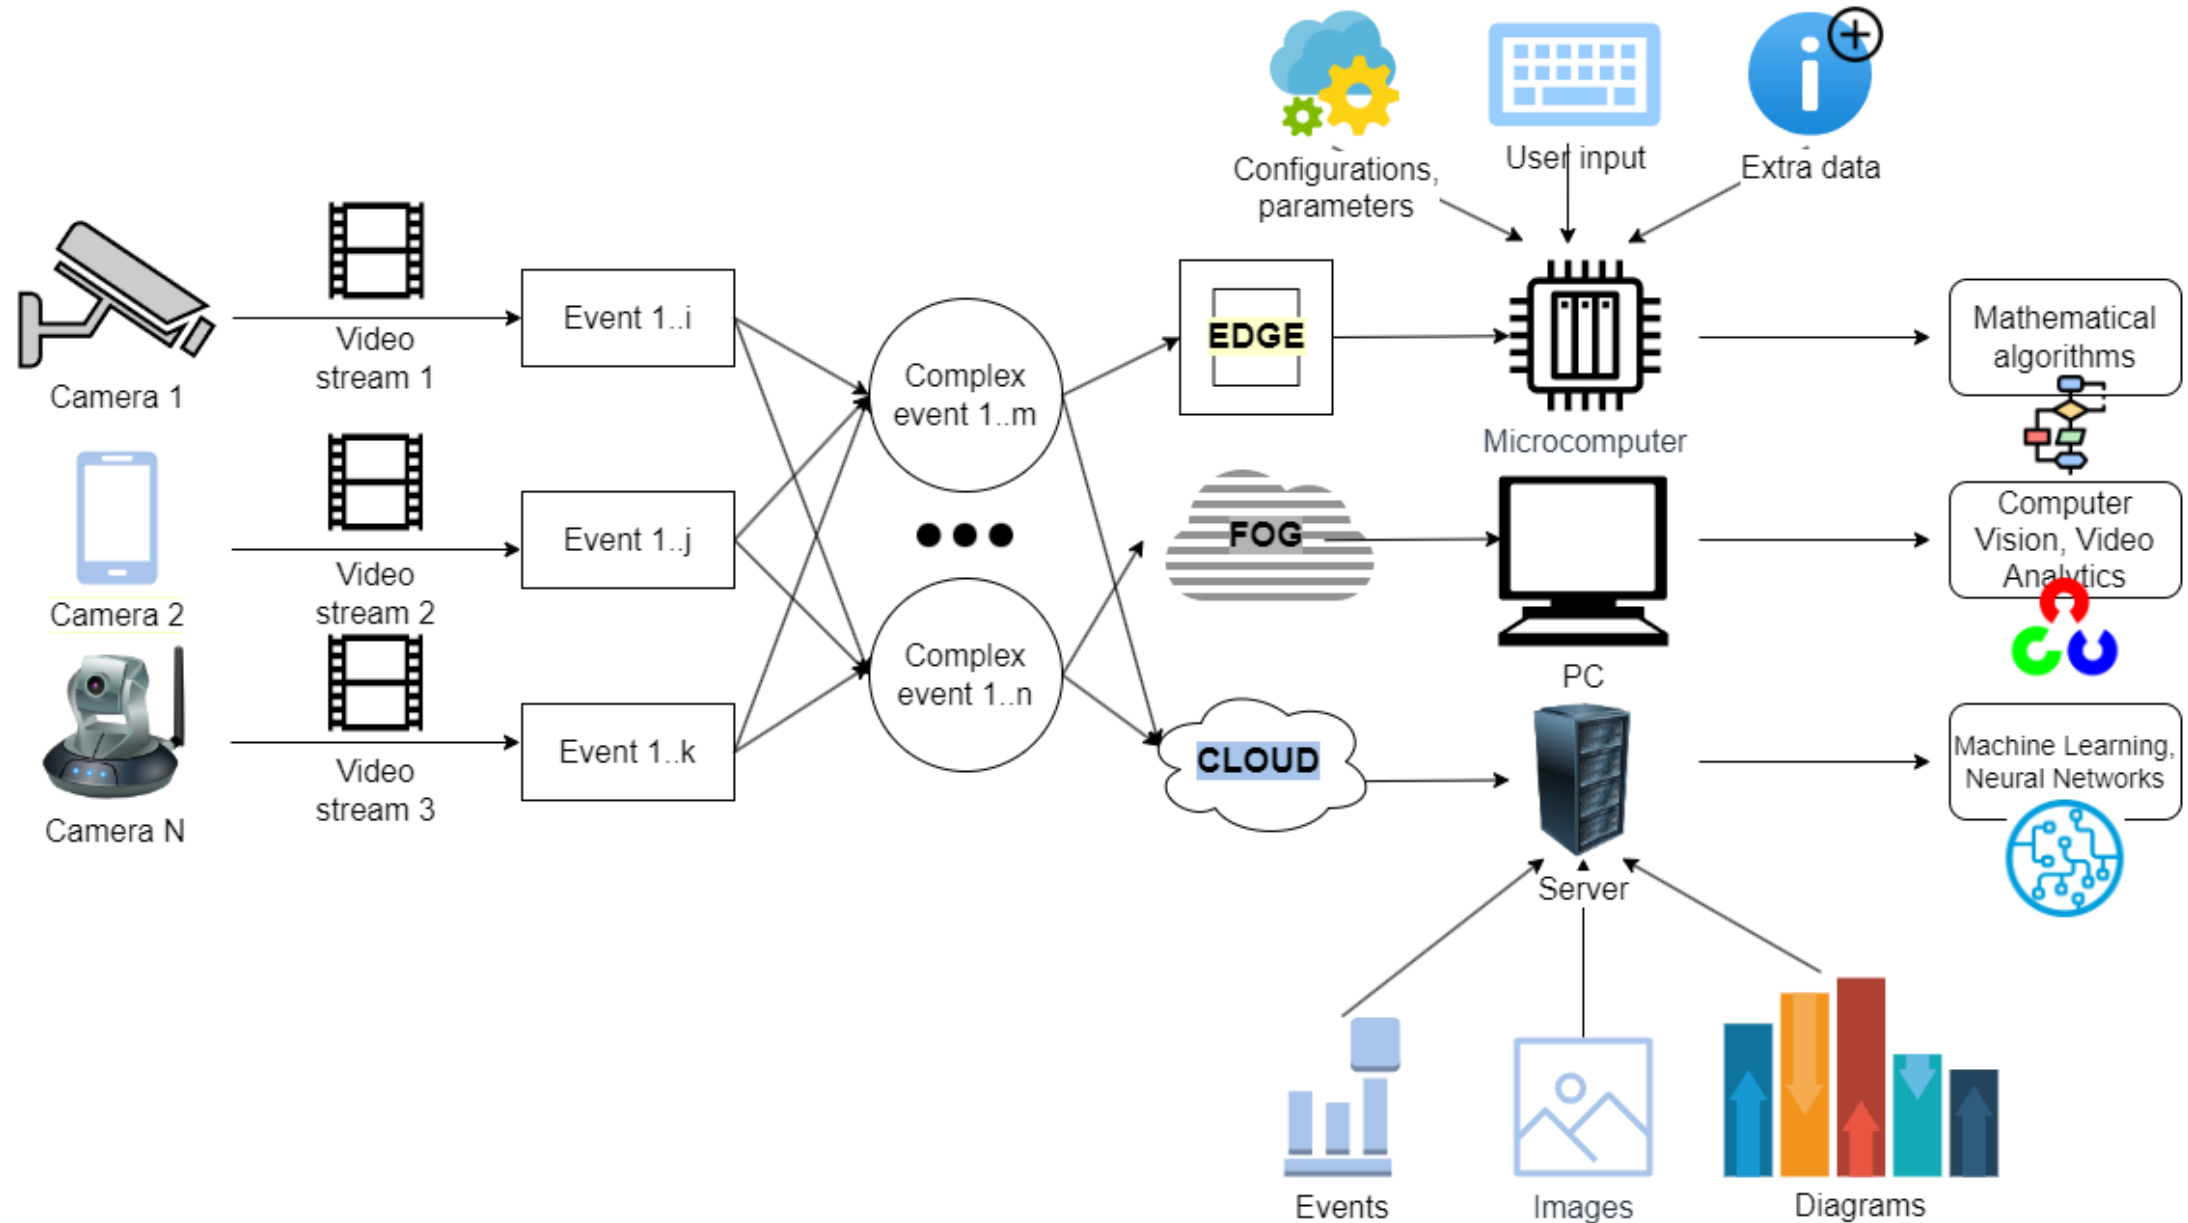 Configurations,
parameters
User input
Extra data
Camera 1
Video
stream 1
Event 1..i
Complex
event 1..m
EDGE
Microcomputer
Mathematical
algorithms
Camera 2
Video
stream 2
Event 1..j
FOG
PC
Computer
Vision, Video
Analytics
Camera N
Video
stream 3
Event 1..k
Complex
event 1..n
CLOUD
Server
Machine Learning,
Neural Networks
Events
Images
Diagrams